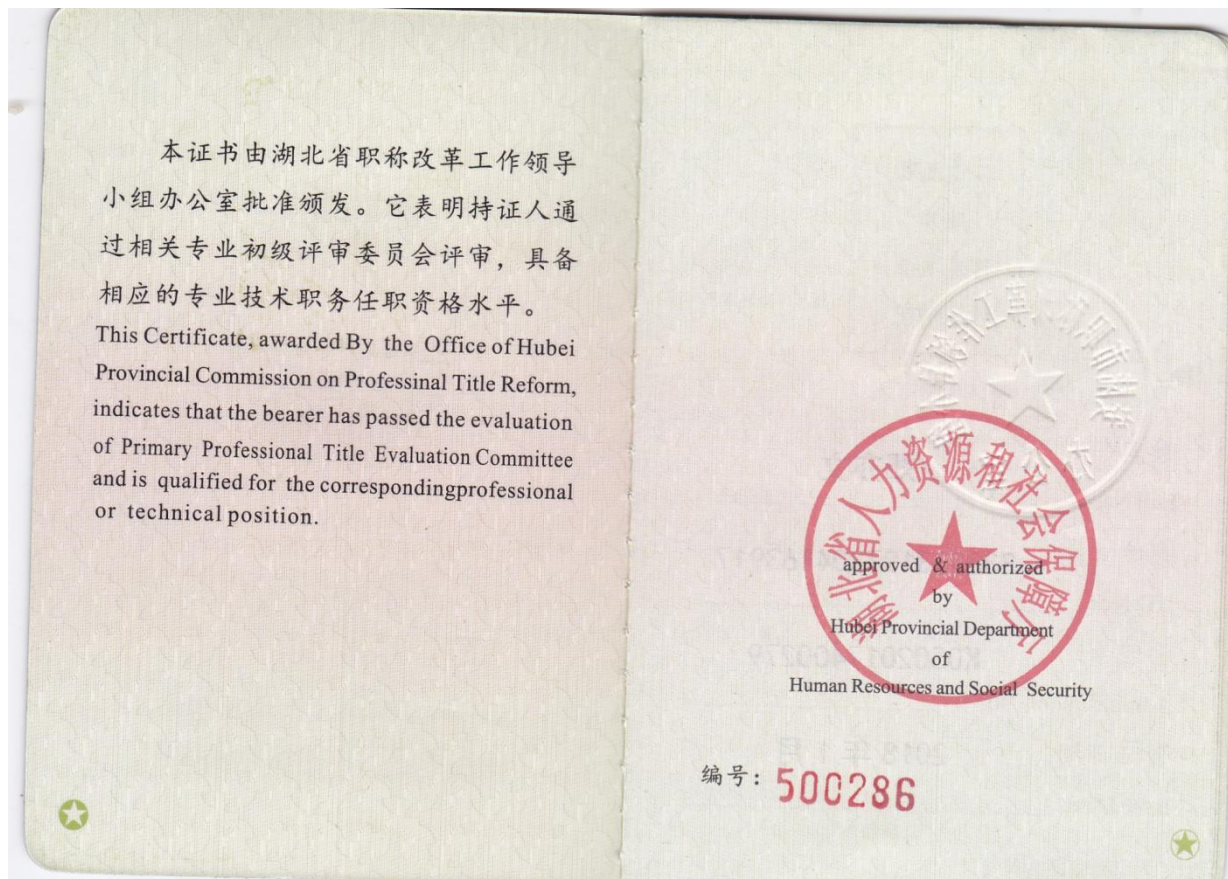 本证书由湖北省职称改革工作领导
小组办公室批准颁发。它表明持证人通
过相关专业初级评审委员会评审，具备
相应的专业技术职务任职资格水平。
This Certificate, awarded By the Office of Hubei
Provincial Commission on Professinal Title Reform,
indicates that the bearer has passed the evaluation
of Primary Professional Title Evaluation Committee
and is qualified for the correspondingprofessional
or technical position.
湖北省人力资源和社会保障厅
approved & authorized
by
Hubei Provincial Department
of
Human Resources and Social Security
编号：500286